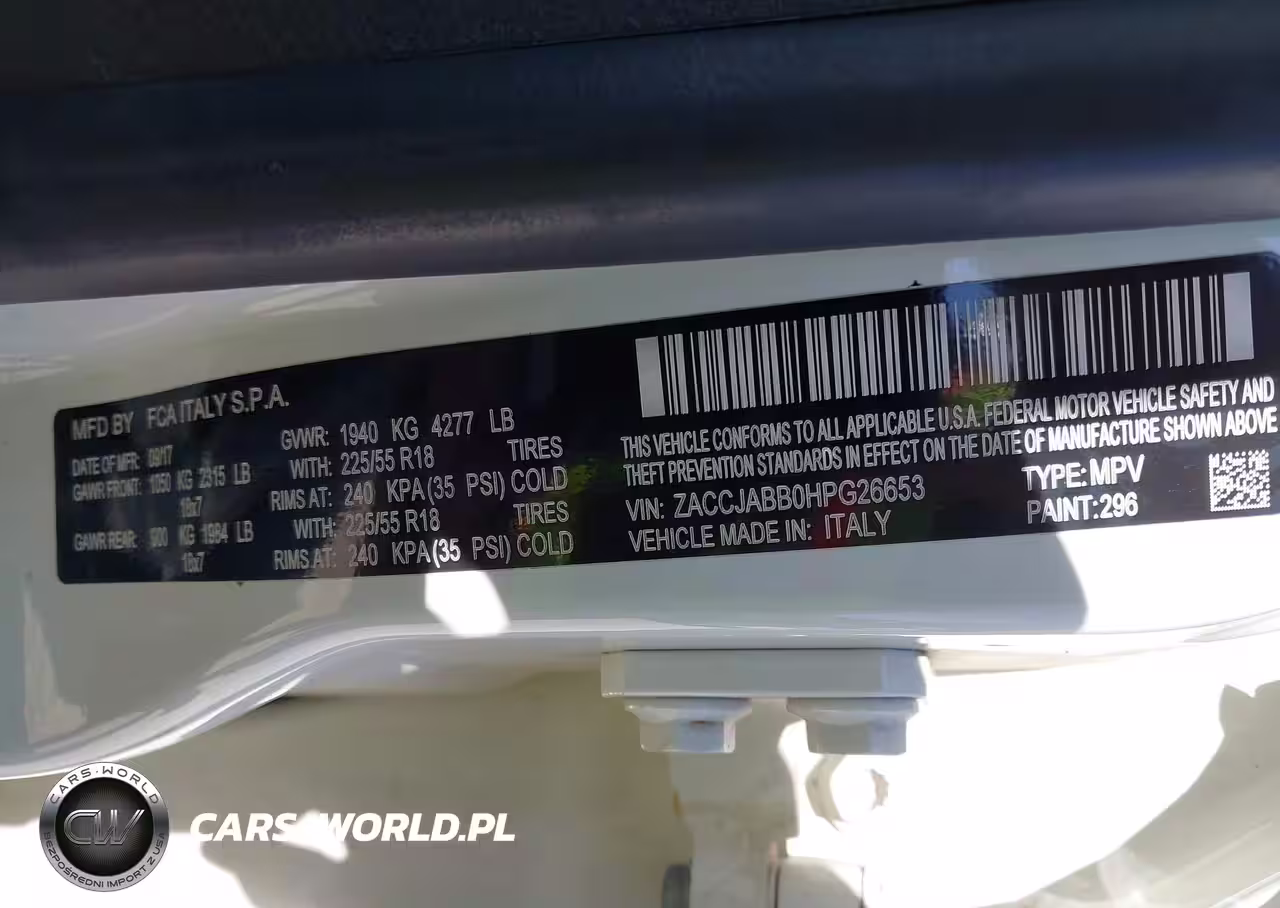 MFD BY FCA ITALY S.P.A.
DATE OF MFR: 09/17
GVWR: 1940 KG 4277 LB
GAWR FRONT: 1050 KG 2315 LB
WITH: 225/55 R18 TIRES
18x7
RIMS AT: 240 KPA(35 PSI) COLD
GAWR REAR: 900 KG 1984 LB
WITH: 225/55 R18 TIRES
18x7
RIMS AT: 240 KPA(35 PSI) COLD
THIS VEHICLE CONFORMS TO ALL APPLICABLE U.S.A. FEDERAL MOTOR VEHICLE SAFETY AND
THEFT PREVENTION STANDARDS IN EFFECT ON THE DATE OF MANUFACTURE SHOWN ABOVE
VIN: ZACCJABB0HPG26653
TYPE: MPV
VEHICLE MADE IN: ITALY
PAINT: 296
CARS-WORLD
CW
BEZPOŚREDNI IMPORT Z USA
CARS-WORLD.PL